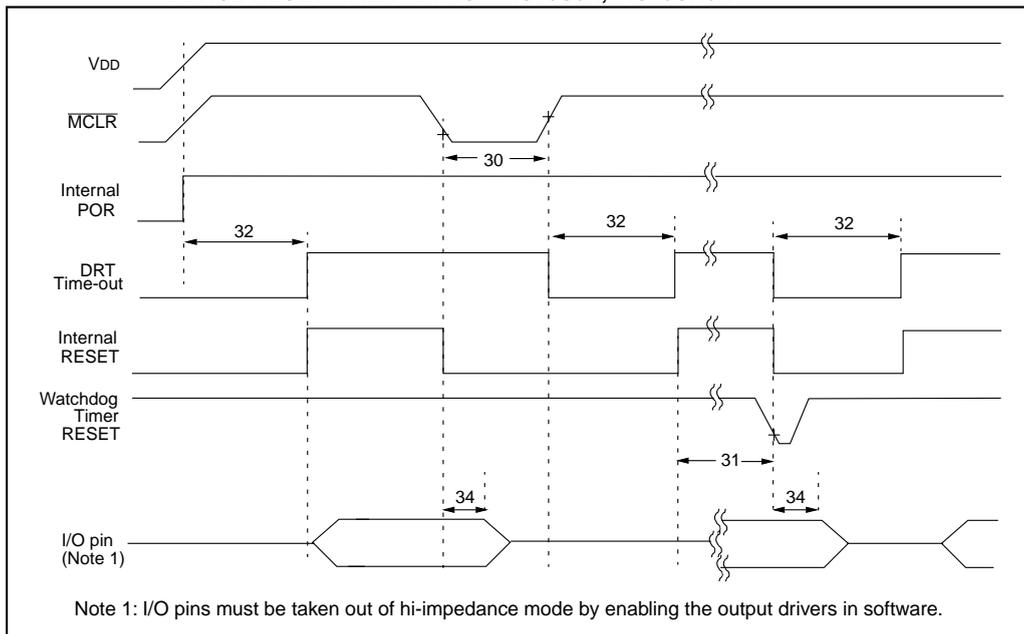 VDD
MCLR
30
Internal
POR
32
32
32
DRT
Time-out
Internal
RESET
Watchdog
Timer
RESET
31
34
34
I/O pin
(Note 1)
Note 1: I/O pins must be taken out of hi-impedance mode by enabling the output drivers in software.